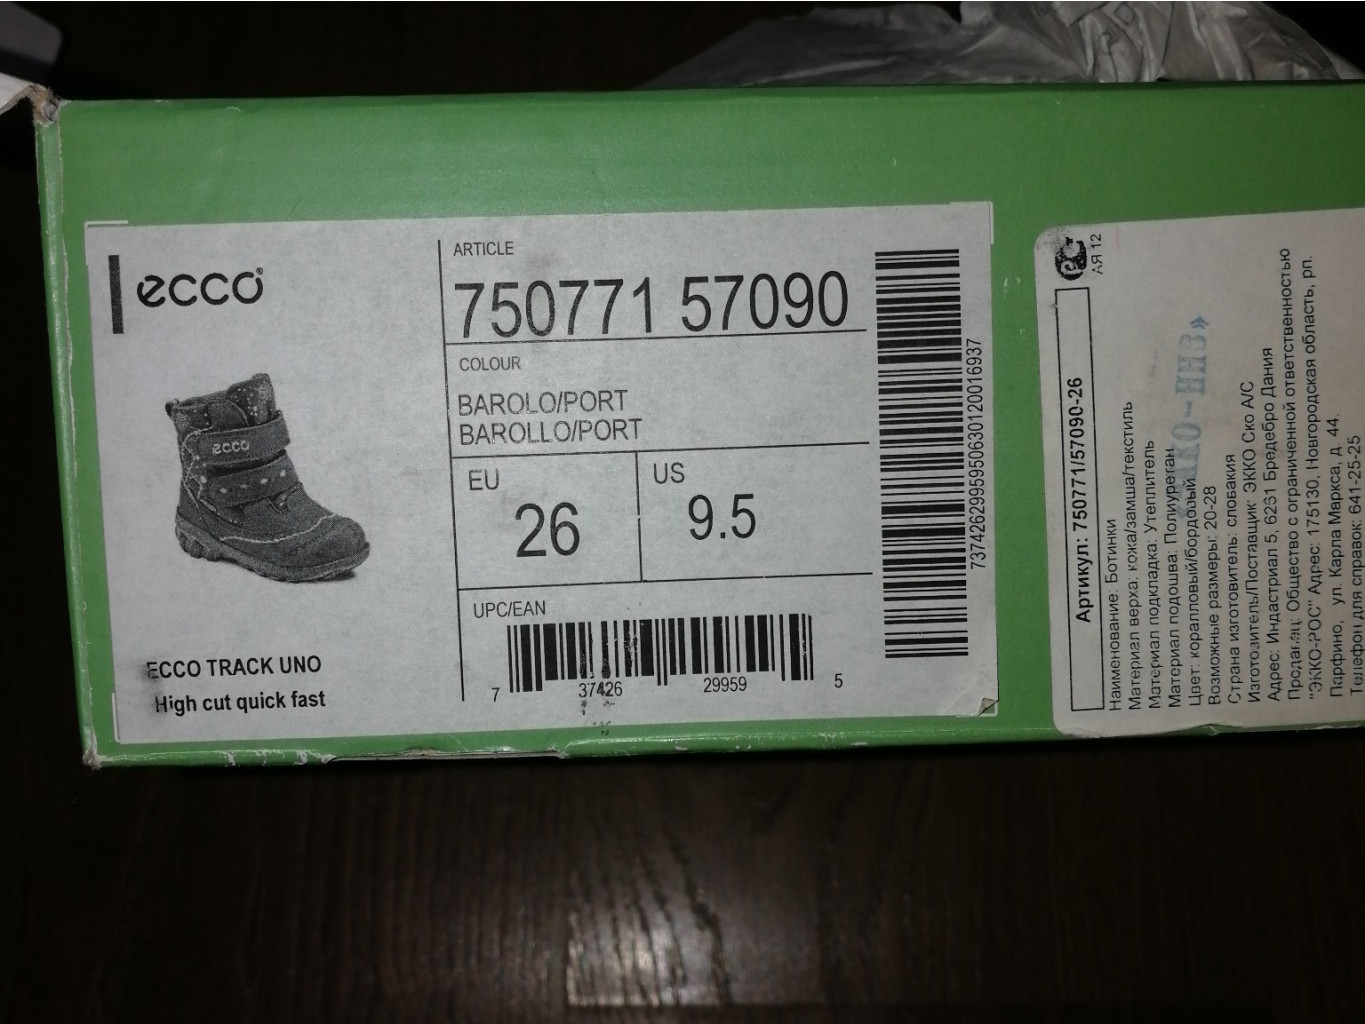 ecco
ARTICLE
750771 57090
COLOUR
BAROLO/PORT
BAROLLO/PORT
EU
26
US
9.5
UPC/EAN
7 37426 29959 5
7374262995950630120016937
ecco
ECCO TRACK UNO
High cut quick fast
АЯ 12
Артикул: 750771/57090-26
Наименование: Ботинки
Материал верха: кожа/замша/текстиль
Материал подкладка: Утеплитель
Материал подошва: Полиуретан
Цвет: коралловый/бордовый
Возможные размеры: 20-28
Страна изготовитель: словакия
Изготовитель/Поставщик: ЭККО Ско А/С
Адрес: Индастриал 5, 6261 Бредебро Дания
Продавец: Общество с ограниченной ответственностью
"ЭККО-РОС" Адрес: 175130, Новгородская область, рп.
Парфино, ул. Карла Маркса, д. 44.
Телефон для справок: 641-25-25